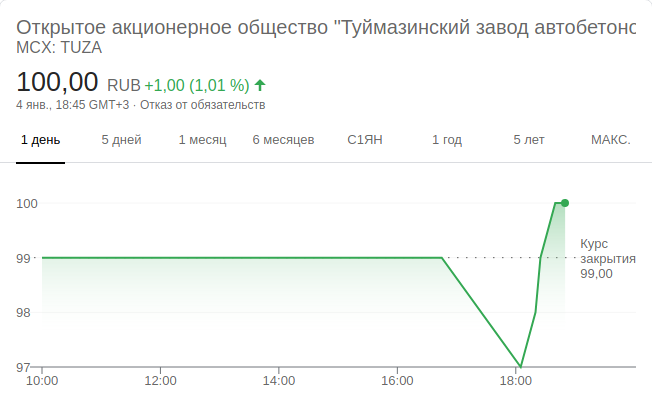 Открытое акционерное общество "Туймазинский завод автобетоно
MCX: TUZA
100,00 RUB +1,00 (1,01 %)
4 янв., 18:45 GMT+3 · Отказ от обязательств
1 день 5 дней 1 месяц 6 месяцев С1ЯН 1 год 5 лет МАКС.
100
99
98
97
Курс
закрытия
99,00
10:00 12:00 14:00 16:00 18:00